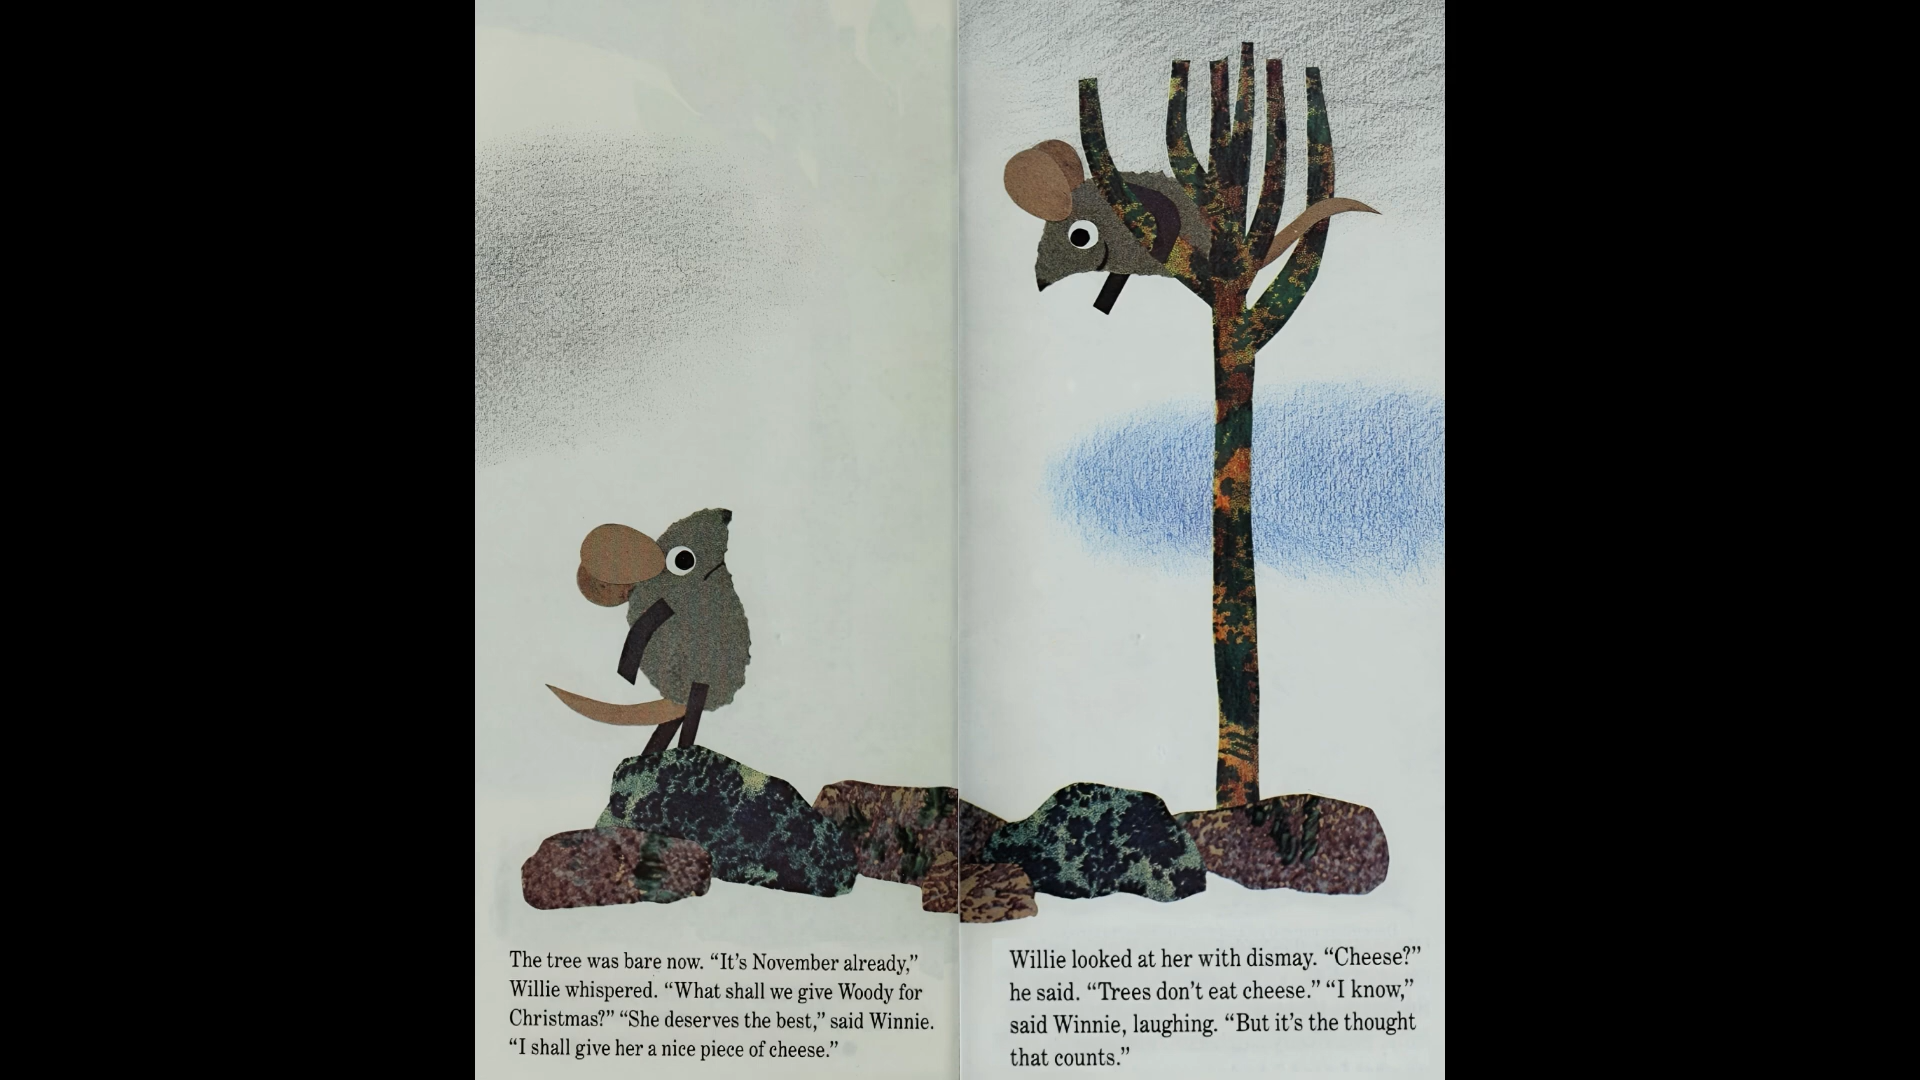 The tree was bare now. “It’s November already,”
Willie whispered. “What shall we give Woody for
Christmas?” “She deserves the best,” said Winnie.
“I shall give her a nice piece of cheese.”
Willie looked at her with dismay. “Cheese?”
he said. “Trees don’t eat cheese.” “I know,”
said Winnie, laughing. “But it’s the thought
that counts.”